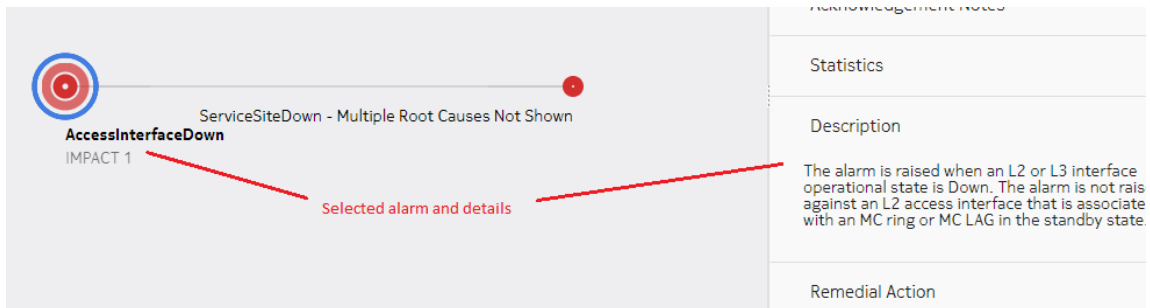 Acknowledgement Notes
Statistics
ServiceSiteDown - Multiple Root Causes Not Shown
AccessInterfaceDown
IMPACT 1
Selected alarm and details
Description
The alarm is raised when an L2 or L3 interface
operational state is Down. The alarm is not rais
against an L2 access interface that is associate
with an MC ring or MC LAG in the standby state.
Remedial Action